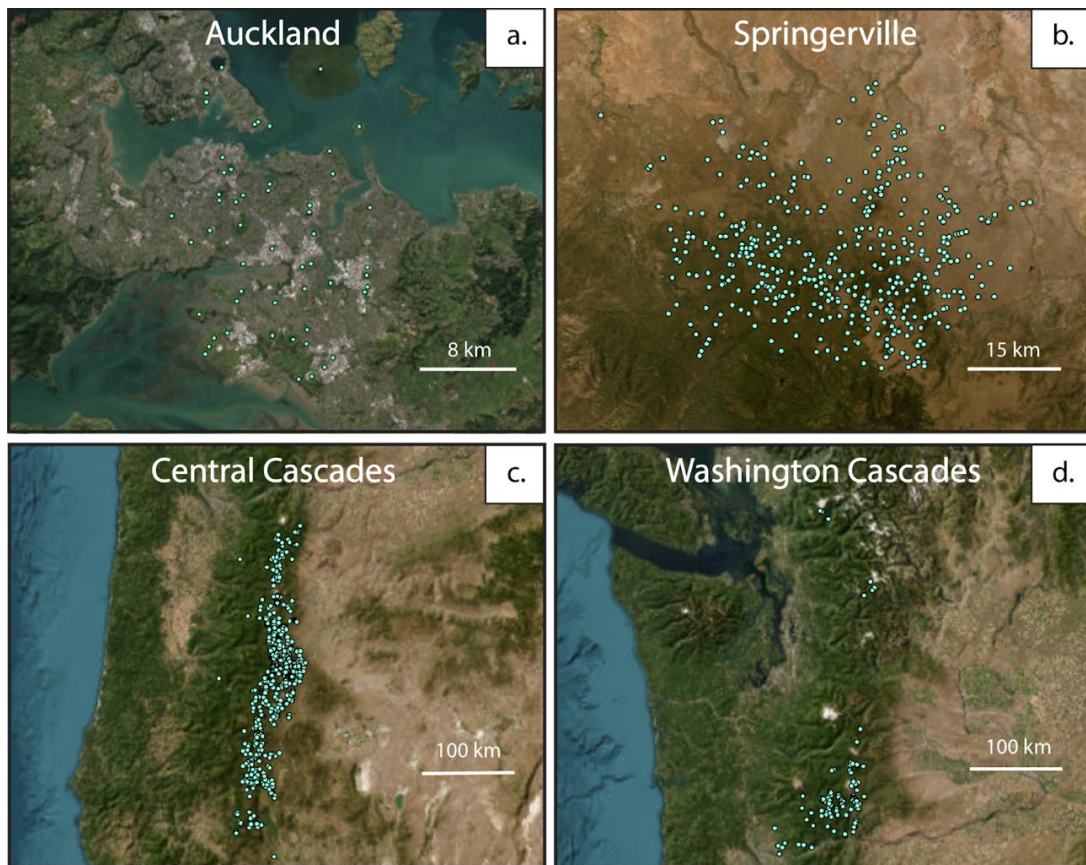 Auckland
a.
8 km
Springerville
b.
15 km
Central Cascades
c.
100 km
Washington Cascades
d.
100 km